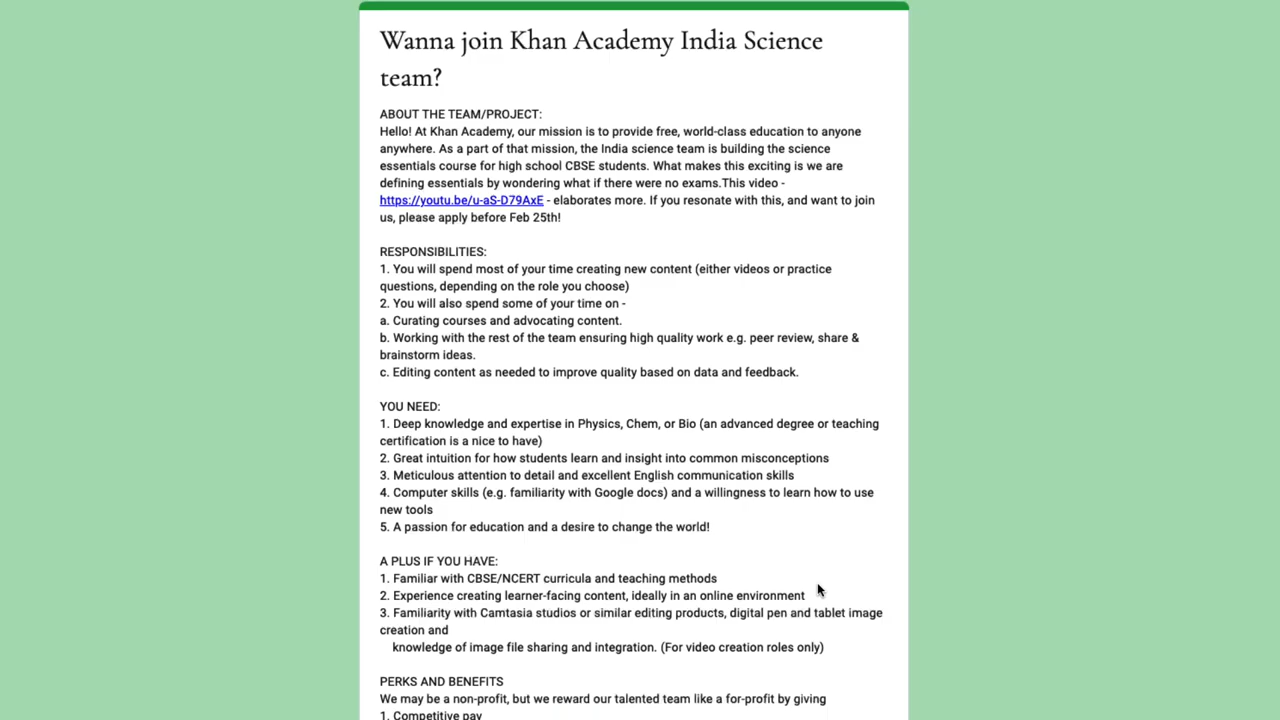 Wanna join Khan Academy India Science
team?
ABOUT THE TEAM/PROJECT:
Hello! At Khan Academy, our mission is to provide free, world-class education to anyone
anywhere. As a part of that mission, the India science team is building the science
essentials course for high school CBSE students. What makes this exciting is we are
defining essentials by wondering what if there were no exams.This video -
https://youtu.be/u-aS-D79AxE - elaborates more. If you resonate with this, and want to join
us, please apply before Feb 25th!
RESPONSIBILITIES:
1. You will spend most of your time creating new content (either videos or practice
questions, depending on the role you choose)
2. You will also spend some of your time on -
a. Curating courses and advocating content.
b. Working with the rest of the team ensuring high quality work e.g. peer review, share &
brainstorm ideas.
c. Editing content as needed to improve quality based on data and feedback.
YOU NEED:
1. Deep knowledge and expertise in Physics, Chem, or Bio (an advanced degree or teaching
certification is a nice to have)
2. Great intuition for how students learn and insight into common misconceptions
3. Meticulous attention to detail and excellent English communication skills
4. Computer skills (e.g. familiarity with Google docs) and a willingness to learn how to use
new tools
5. A passion for education and a desire to change the world!
A PLUS IF YOU HAVE:
1. Familiar with CBSE/NCERT curricula and teaching methods
2. Experience creating learner-facing content, ideally in an online environment
3. Familiarity with Camtasia studios or similar editing products, digital pen and tablet image
creation and
knowledge of image file sharing and integration. (For video creation roles only)
PERKS AND BENEFITS
We may be a non-profit, but we reward our talented team like a for-profit by giving
1. Competitive pay